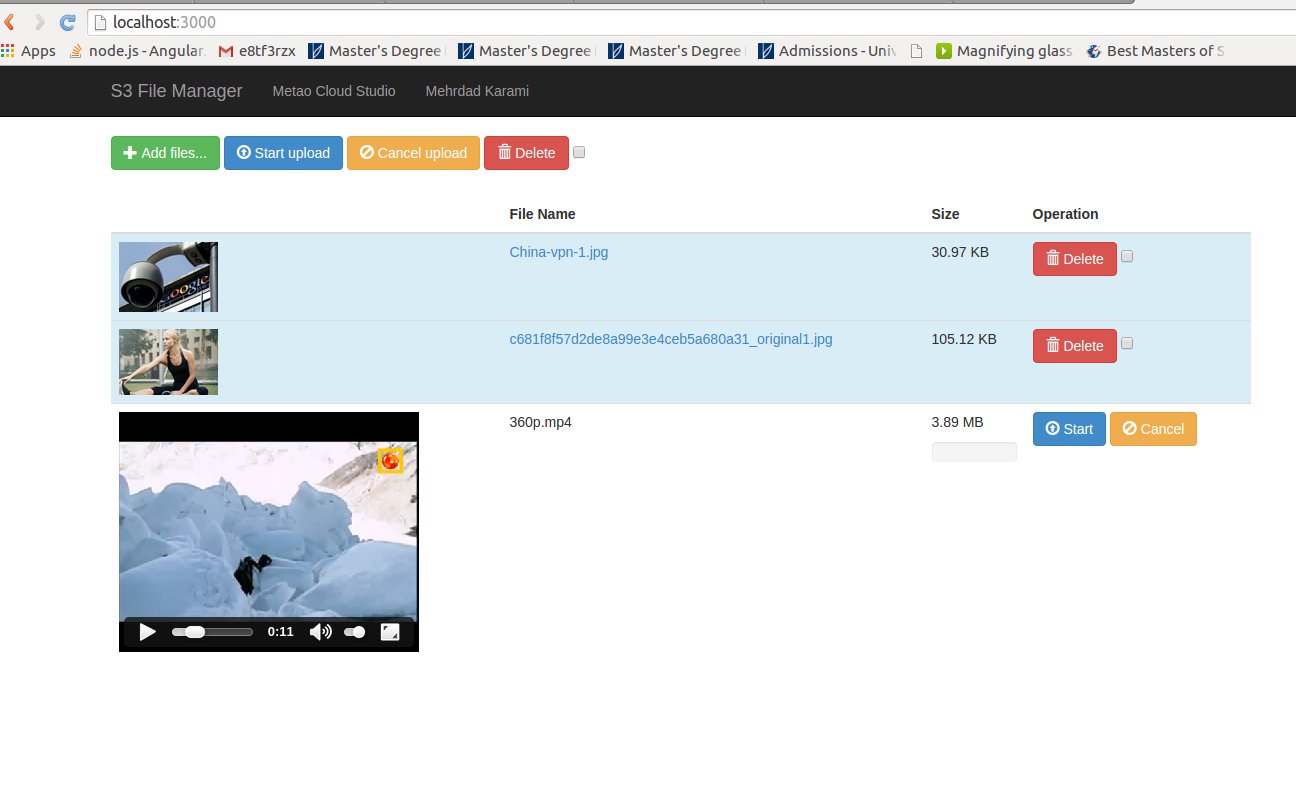 localhost:3000
Apps node.js - Angular. e8tf3rzx Master's Degree Master's Degree Master's Degree Admissions - Univ Magnifying glass Best Masters of S
S3 File Manager Metao Cloud Studio Mehrdad Karami
Add files... Start upload Cancel upload Delete
File Name Size Operation
Google
China-vpn-1.jpg 30.97 KB Delete
c681f8f57d2de8a99e3e4ceb5a680a31_original1.jpg 105.12 KB Delete
360p.mp4 3.89 MB Start Cancel
0:11